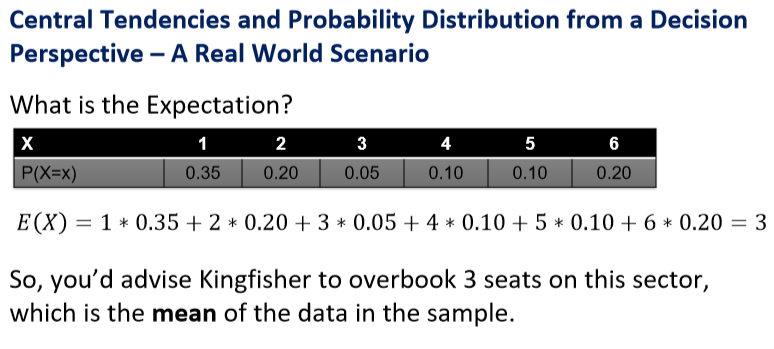 Central Tendencies and Probability Distribution from a Decision
Perspective – A Real World Scenario
What is the Expectation?
X 1 2 3 4 5 6
P(X=x) 0.35 0.20 0.05 0.10 0.10 0.20
E(X) = 1 * 0.35 + 2 * 0.20 + 3 * 0.05 + 4 * 0.10 + 5 * 0.10 + 6 * 0.20 = 3
So, you’d advise Kingfisher to overbook 3 seats on this sector,
which is the mean of the data in the sample.